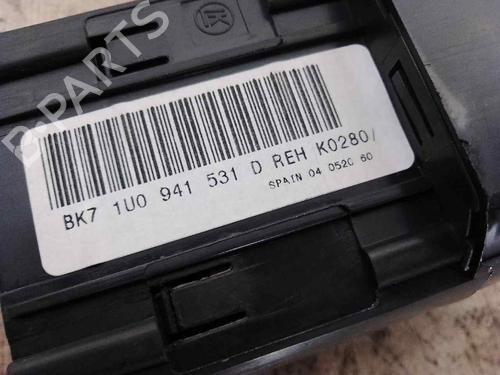 B-PARTS
BK7 1U0 941 531 D REH K0280/
SPAIN 04 0520 60